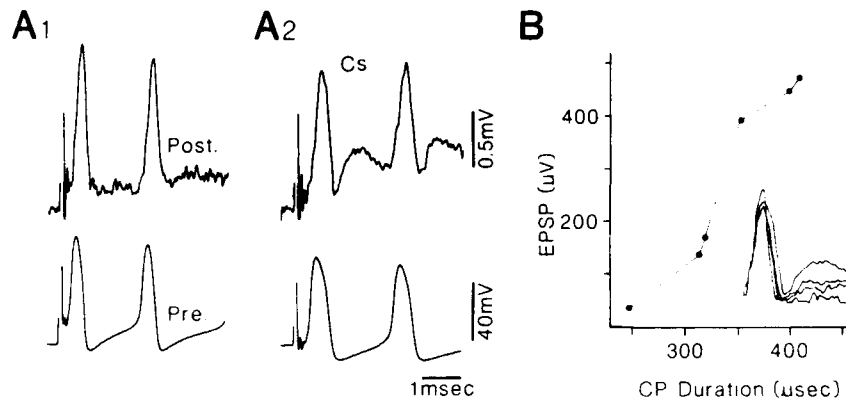 A1
A2
B
Cs
Post.
0.5mV
Pre
40mV
1msec
EPSP (μV)
400
200
300
400
CP Duration (μsec)